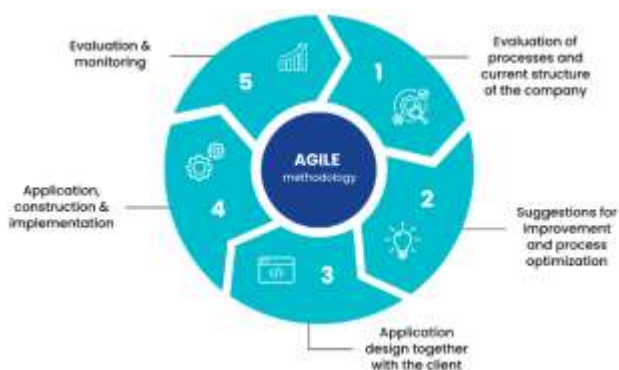 Evaluation &
monitoring
5
1
Evaluation of
processes and
current structure
of the company
AGILE
methodology
Application,
construction &
implementation
4
2
Suggestions for
improvement
and process
optimization
</>
3
Application
design together
with the client